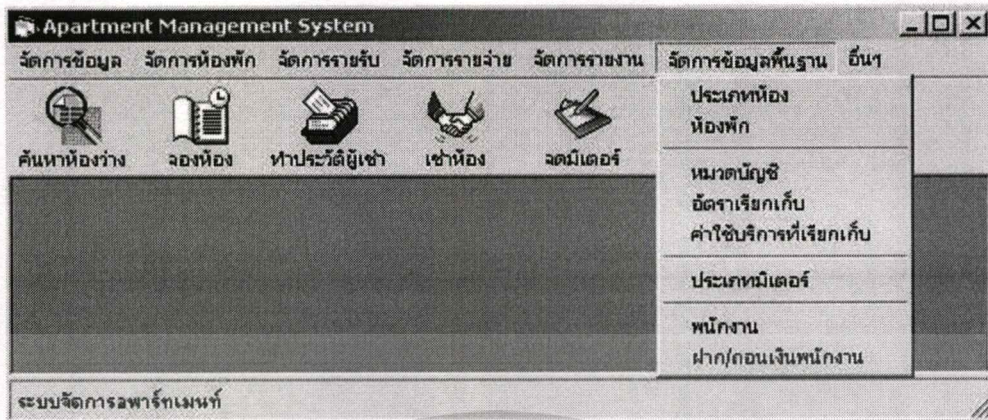 Apartment Management System
จัดการข้อมูล จัดการห้องพัก จัดการรายรับ จัดการรายจ่าย จัดการรายงาน จัดการข้อมูลพื้นฐาน อื่นๆ
ค้นหาห้องว่าง จองห้อง ทำประวัติผู้เช่า เช่าห้อง จดมิเตอร์
ประเภทห้อง
ห้องพัก
หมวดบัญชี
อัตราเรียกเก็บ
ค่าใช้บริการที่เรียกเก็บ
ประเภทมิเตอร์
พนักงาน
ฝาก/ถอนเงินพนักงาน
ระบบจัดการอพาร์ทเมนท์